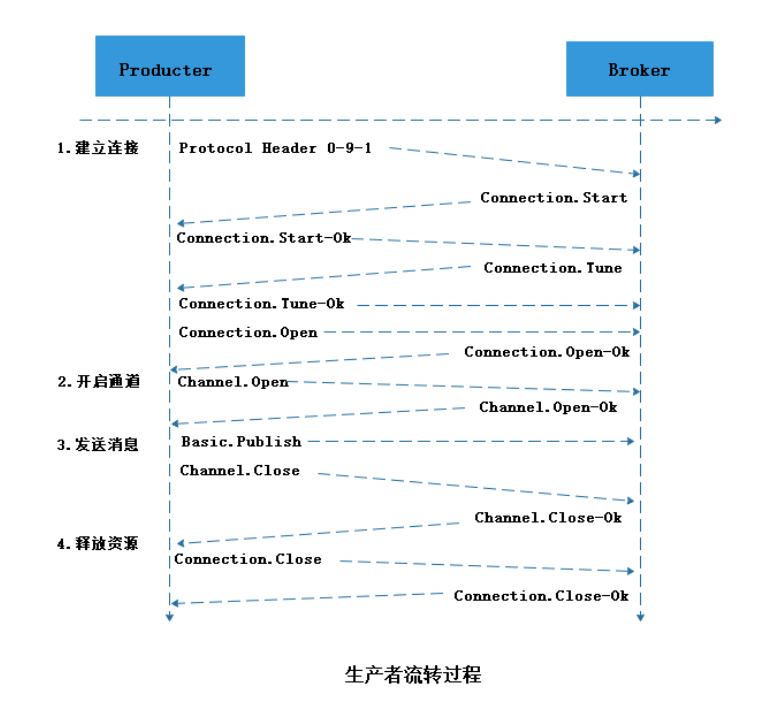 Producter
Broker
1.建立连接
Protocol Header 0-9-1
Connection.Start
Connection.Start-Ok
Connection.Tune
Connection.Tune-Ok
Connection.Open
Connection.Open-Ok
2.开启通道
Channel.Open
Channel.Open-Ok
3.发送消息
Basic.Publish
Channel.Close
Channel.Close-Ok
4.释放资源
Connection.Close
Connection.Close-Ok
生产者流转过程